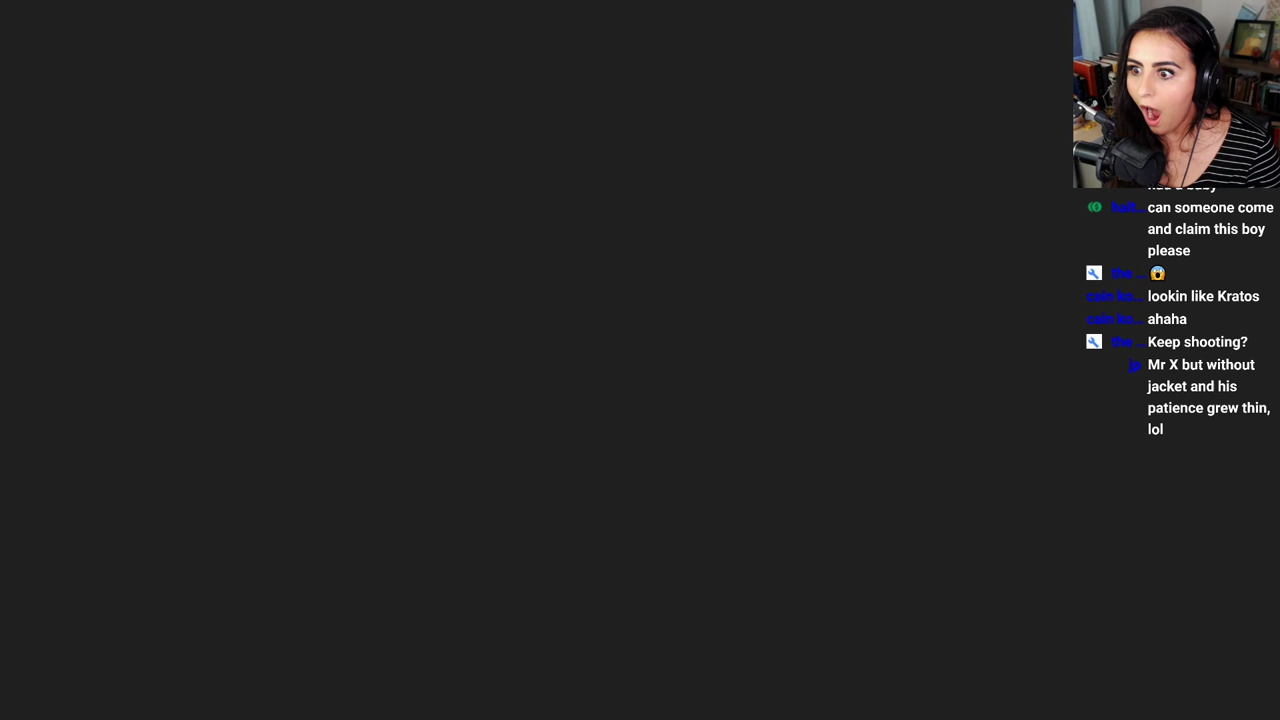 can someone come
and claim this boy
please
lookin like Kratos
ahaha
Keep shooting?
jp Mr X but without
jacket and his
patience grew thin,
lol